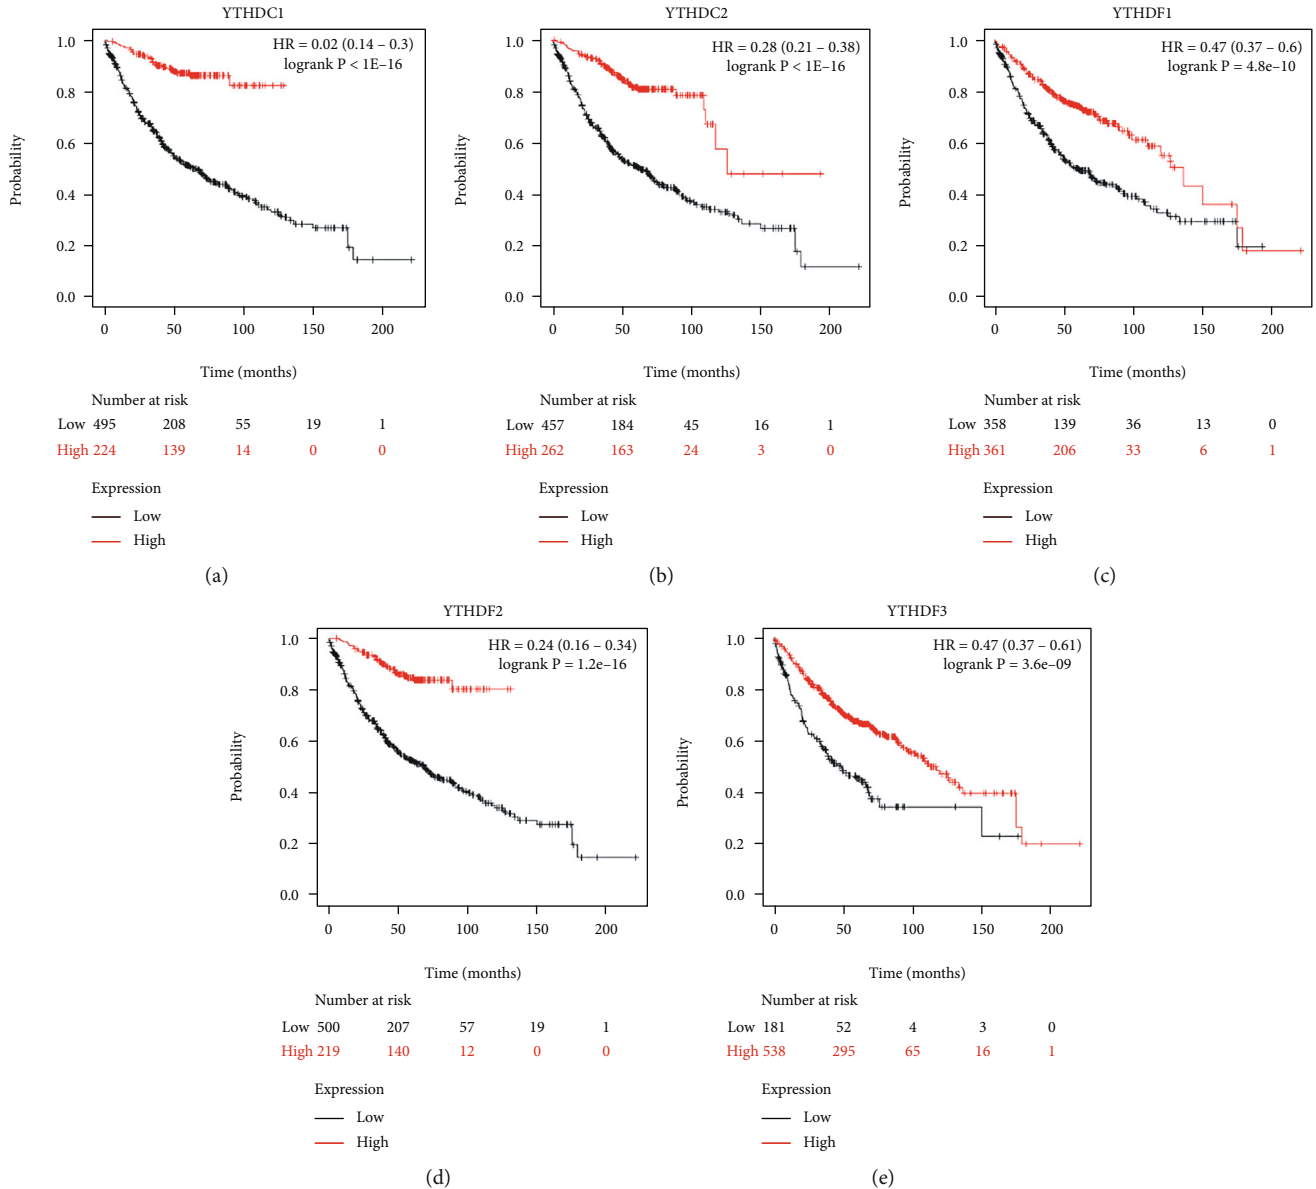 YTHDC1
HR = 0.02 (0.14 – 0.3)
logrank P < 1E–16
Probability
1.0
0.8
0.6
0.4
0.2
0.0
0 50 100 150 200
Time (months)
Number at risk
Low 495 208 55 19 1
High 224 139 14 0 0
Expression
Low
High
(a)
YTHDC2
HR = 0.28 (0.21 – 0.38)
logrank P < 1E–16
Probability
1.0
0.8
0.6
0.4
0.2
0.0
0 50 100 150 200
Time (months)
Number at risk
Low 457 184 45 16 1
High 262 163 24 3 0
Expression
Low
High
(b)
YTHDF1
HR = 0.47 (0.37 – 0.6)
logrank P = 4.8e–10
Probability
1.0
0.8
0.6
0.4
0.2
0.0
0 50 100 150 200
Time (months)
Number at risk
Low 358 139 36 13 0
High 361 206 33 6 1
Expression
Low
High
(c)
YTHDF2
HR = 0.24 (0.16 – 0.34)
logrank P = 1.2e–16
Probability
1.0
0.8
0.6
0.4
0.2
0.0
0 50 100 150 200
Time (months)
Number at risk
Low 500 207 57 19 1
High 219 140 12 0 0
Expression
Low
High
(d)
YTHDF3
HR = 0.47 (0.37 – 0.61)
logrank P = 3.6e–09
Probability
1.0
0.8
0.6
0.4
0.2
0.0
0 50 100 150 200
Time (months)
Number at risk
Low 181 52 4 3 0
High 538 295 65 16 1
Expression
Low
High
(e)